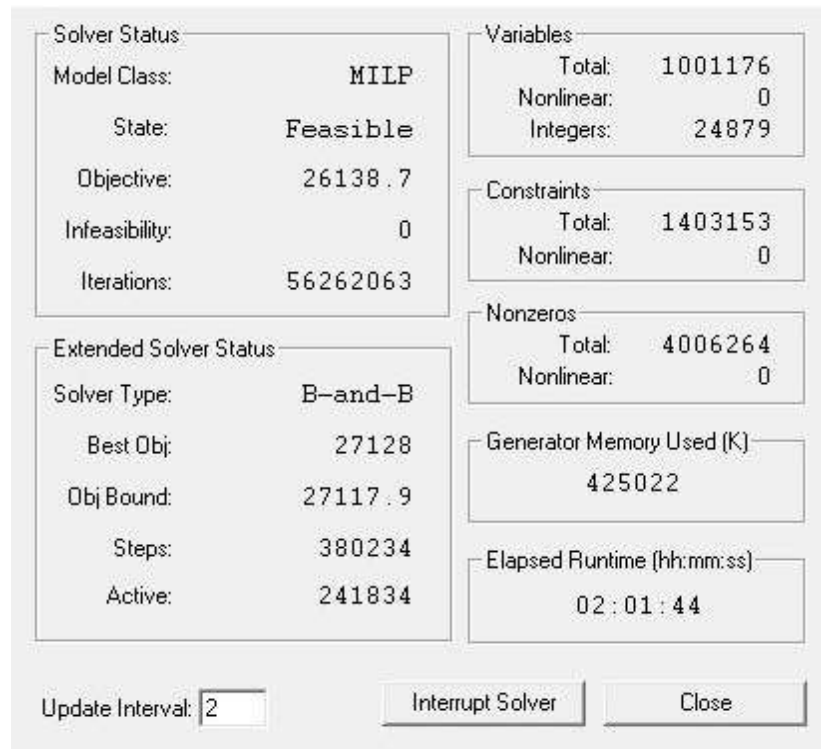 Solver Status
Model Class: MILP
State: Feasible
Objective: 26138.7
Infeasibility: 0
Iterations: 56262063
Extended Solver Status
Solver Type: B-and-B
Best Obj: 27128
Obj Bound: 27117.9
Steps: 380234
Active: 241834
Variables
Total: 1001176
Nonlinear: 0
Integers: 24879
Constraints
Total: 1403153
Nonlinear: 0
Nonzeros
Total: 4006264
Nonlinear: 0
Generator Memory Used (K)
425022
Elapsed Runtime (hh:mm:ss)
02:01:44
Update Interval: 2
Interrupt Solver
Close